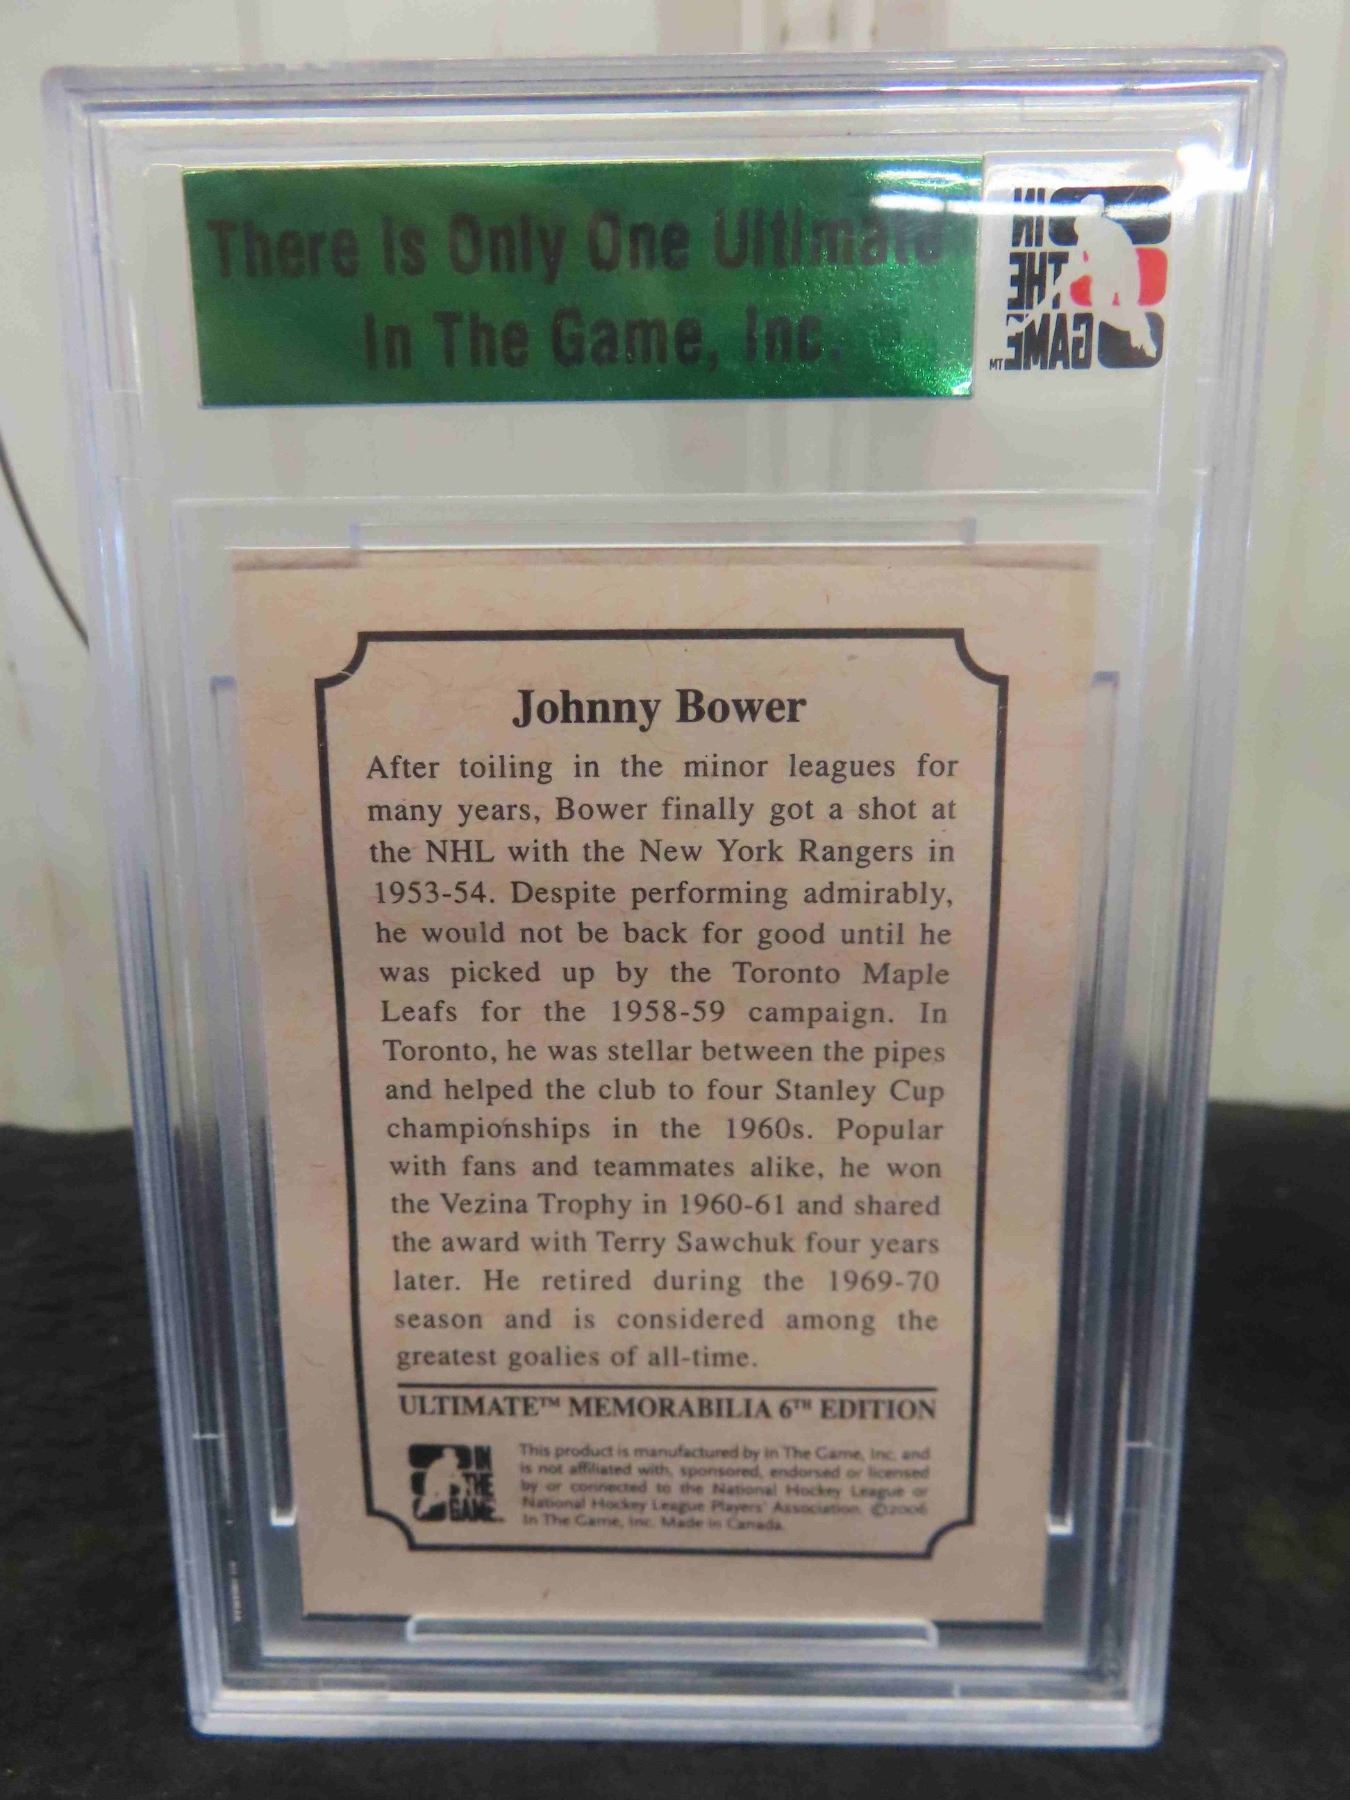 There Is Only One Ultimate
In The Game, Inc.
IN
THE
GAME
TM
Johnny Bower
After toiling in the minor leagues for
many years, Bower finally got a shot at
the NHL with the New York Rangers in
1953-54. Despite performing admirably,
he would not be back for good until he
was picked up by the Toronto Maple
Leafs for the 1958-59 campaign. In
Toronto, he was stellar between the pipes
and helped the club to four Stanley Cup
championships in the 1960s. Popular
with fans and teammates alike, he won
the Vezina Trophy in 1960-61 and shared
the award with Terry Sawchuk four years
later. He retired during the 1969-70
season and is considered among the
greatest goalies of all-time.
ULTIMATE™ MEMORABILIA 6TH EDITION
IN
THE
GAME
This product is manufactured by In The Game, Inc. and
is not affiliated with, sponsored, endorsed or licensed
by or connected to the National Hockey League or
National Hockey League Players' Association. ©2006
In The Game, Inc. Made in Canada.